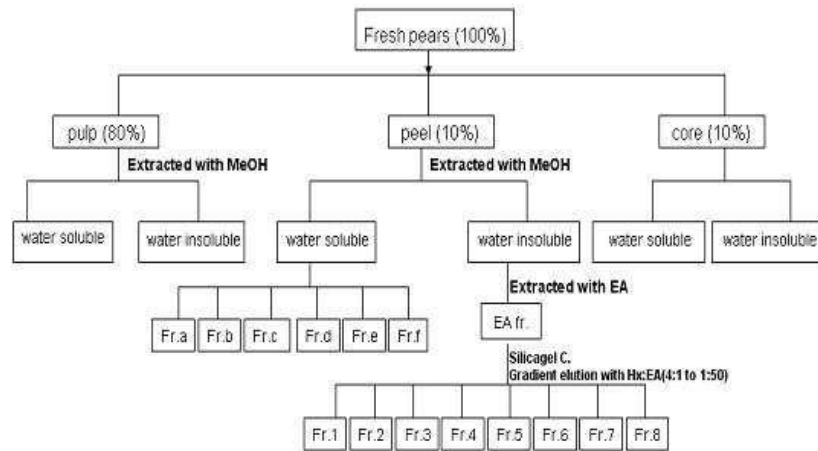 Fresh pears (100%)
pulp (80%)
peel (10%)
core (10%)
Extracted with MeOH
Extracted with MeOH
water soluble
water insoluble
water soluble
water insoluble
water soluble
water insoluble
Extracted with EA
Fr.a
Fr.b
Fr.c
Fr.d
Fr.e
Fr.f
EA fr.
Silicagel C.
Gradient elution with Hx:EA(4:1 to 1:50)
Fr.1
Fr.2
Fr.3
Fr.4
Fr.5
Fr.6
Fr.7
Fr.8